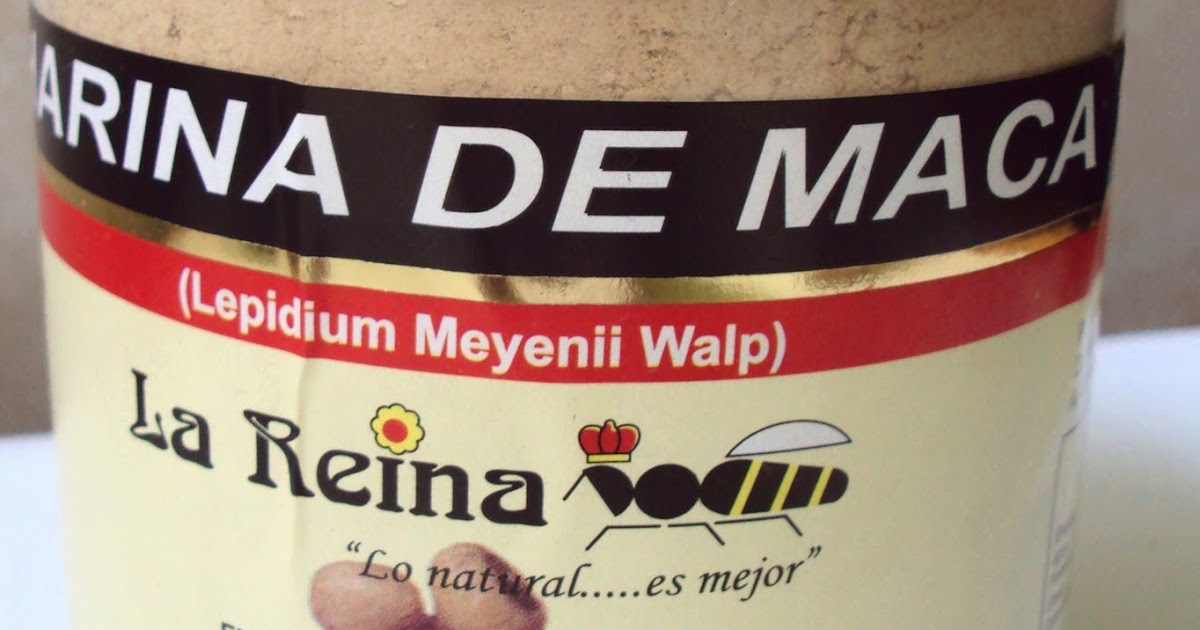 ARINA DE MACA
(Lepidium Meyenii Walp)
La Reina
“Lo natural.....es mejor”